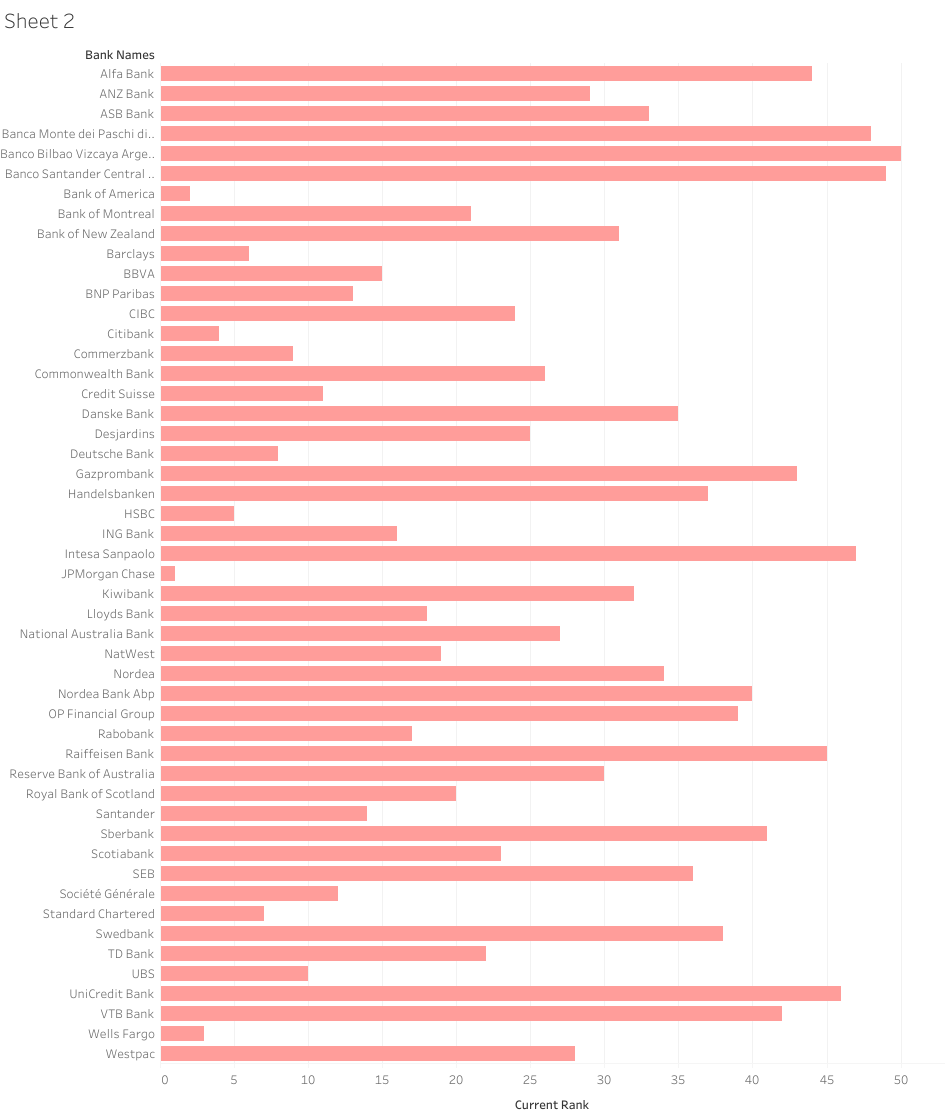 Sheet 2
Bank Names
Alfa Bank
ANZ Bank
ASB Bank
Banca Monte dei Paschi di..
Banco Bilbao Vizcaya Arge..
Banco Santander Central ..
Bank of America
Bank of Montreal
Bank of New Zealand
Barclays
BBVA
BNP Paribas
CIBC
Citibank
Commerzbank
Commonwealth Bank
Credit Suisse
Danske Bank
Desjardins
Deutsche Bank
Gazprombank
Handelsbanken
HSBC
ING Bank
Intesa Sanpaolo
JPMorgan Chase
Kiwibank
Lloyds Bank
National Australia Bank
NatWest
Nordea
Nordea Bank Abp
OP Financial Group
Rabobank
Raiffeisen Bank
Reserve Bank of Australia
Royal Bank of Scotland
Santander
Sberbank
Scotiabank
SEB
Société Générale
Standard Chartered
Swedbank
TD Bank
UBS
UniCredit Bank
VTB Bank
Wells Fargo
Westpac
0 5 10 15 20 25 30 35 40 45 50
Current Rank